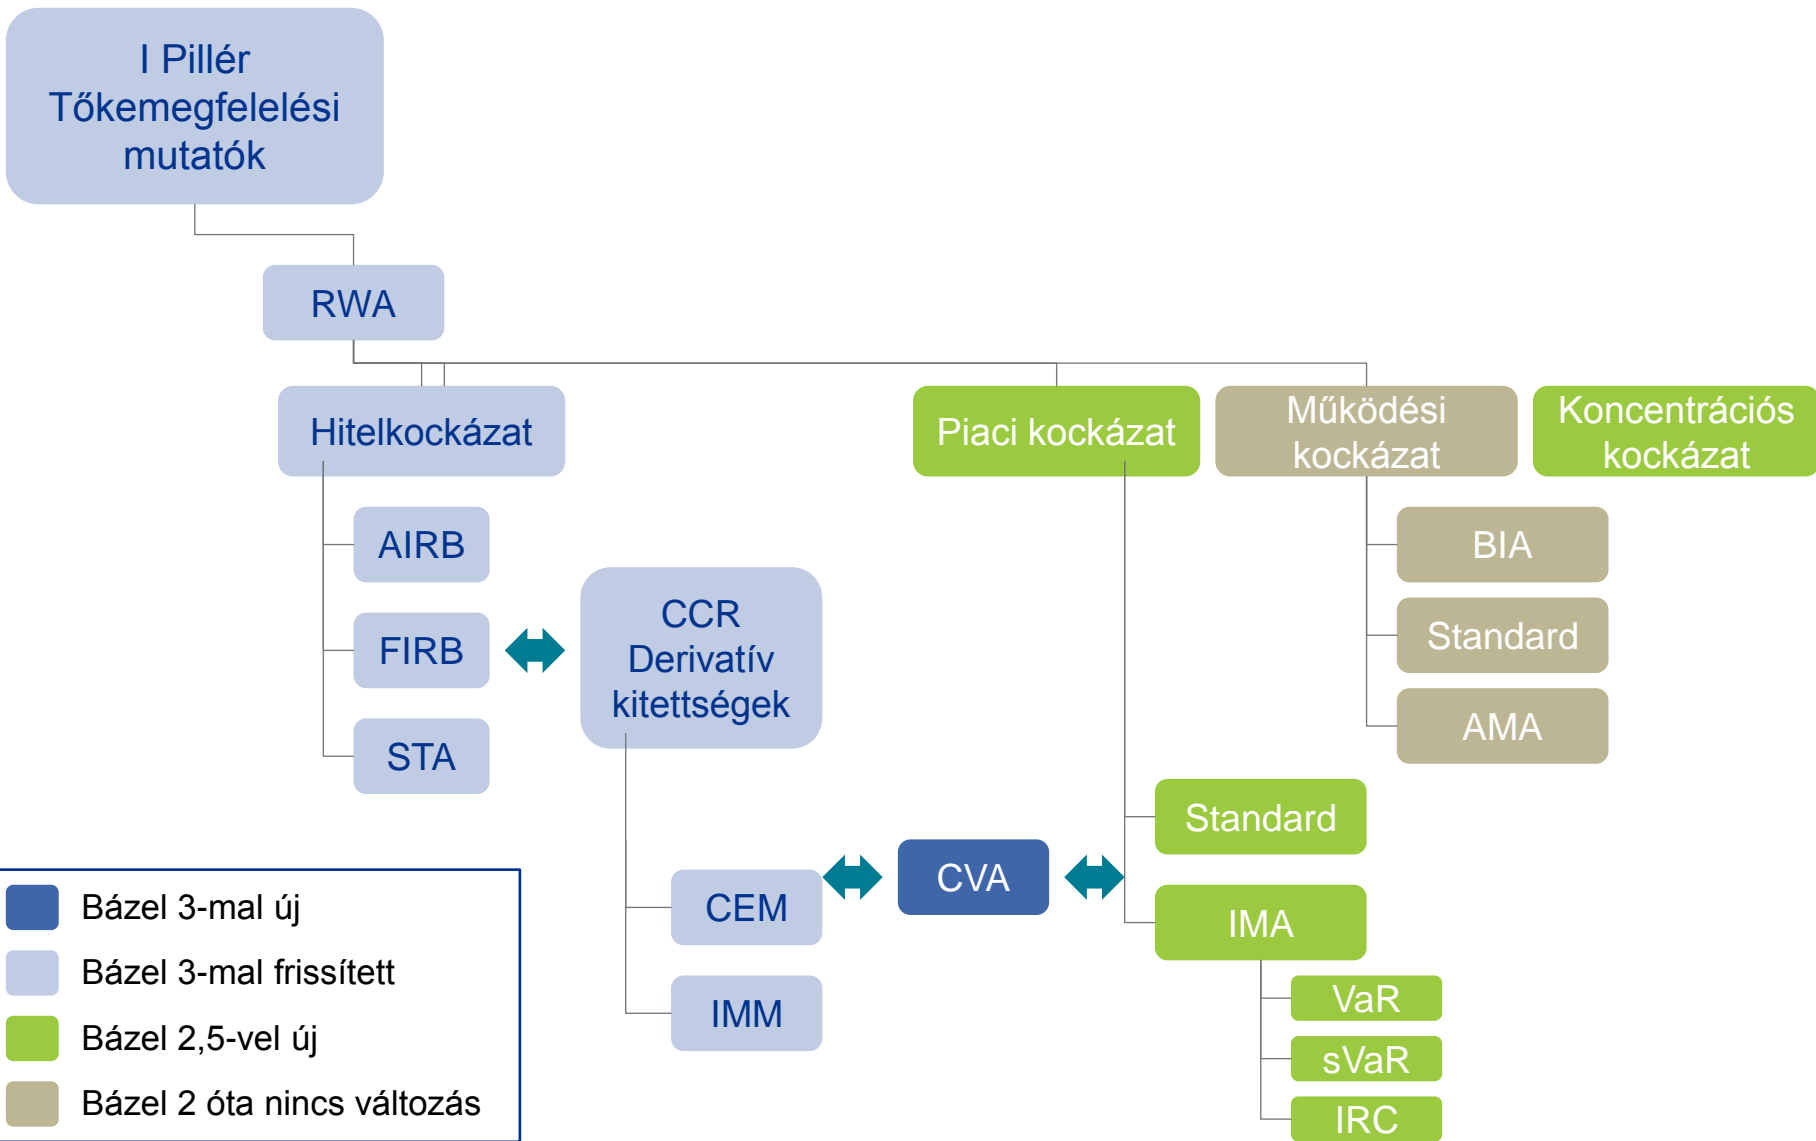 I Pillér
Tőkemegfelelési
mutatók
RWA
Hitelkockázat
Piaci kockázat
Működési
kockázat
Koncentrációs
kockázat
AIRB
FIRB
STA
CCR
Derivatív
kitettségek
CEM
IMM
CVA
BIA
Standard
AMA
Standard
IMA
VaR
sVaR
IRC
Bázel 3-mal új
Bázel 3-mal frissített
Bázel 2,5-vel új
Bázel 2 óta nincs változás